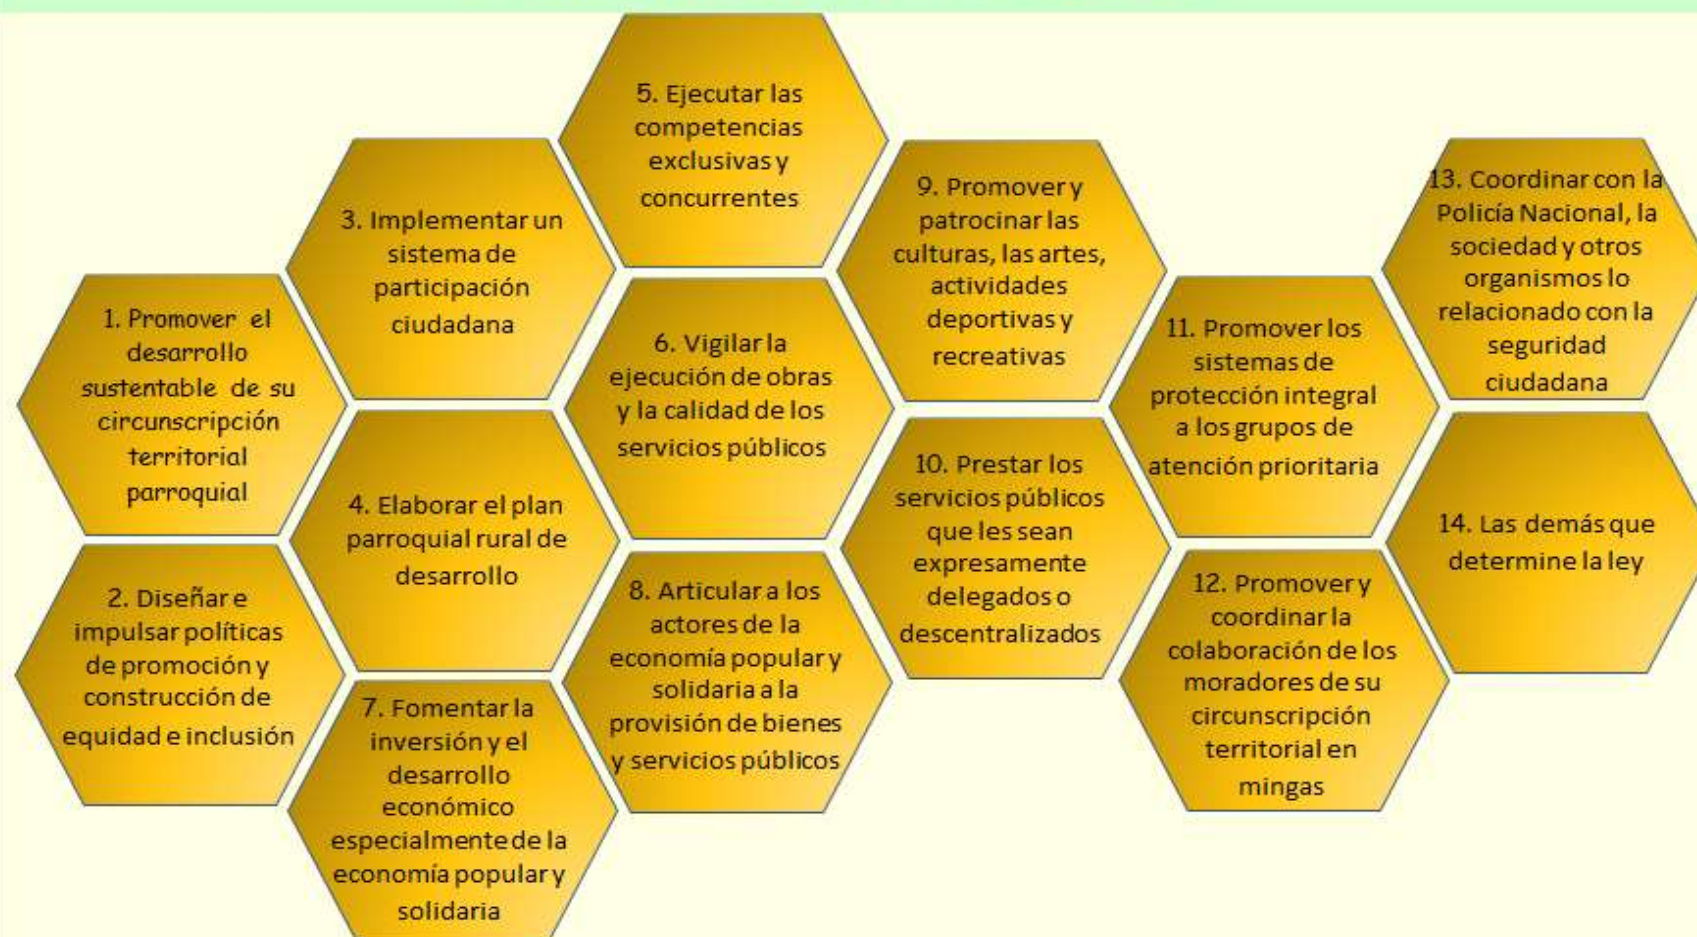 1. Promover el
desarrollo
sustentable de su
circunscripción
territorial
parroquial
2. Diseñar e
impulsar políticas
de promoción y
construcción de
equidad e inclusión
3. Implementar un
sistema de
participación
ciudadana
4. Elaborar el plan
parroquial rural de
desarrollo
5. Ejecutar las
competencias
exclusivas y
concurrentes
6. Vigilar la
ejecución de obras
y la calidad de los
servicios públicos
7. Fomentar la
inversión y el
desarrollo
económico
especialmente de la
economía popular y
solidaria
8. Articular a los
actores de la
economía popular y
solidaria a la
provisión de bienes
y servicios públicos
9. Promover y
patrocinar las
culturas, las artes,
actividades
deportivas y
recreativas
10. Prestar los
servicios públicos
que les sean
expresamente
delegados o
descentralizados
11. Promover los
sistemas de
protección integral
a los grupos de
atención prioritaria
12. Promover y
coordinar la
colaboración de los
moradores de su
circunscripción
territorial en
mingas
13. Coordinar con la
Policía Nacional, la
sociedad y otros
organismos lo
relacionado con la
seguridad
ciudadana
14. Las demás que
determine la ley